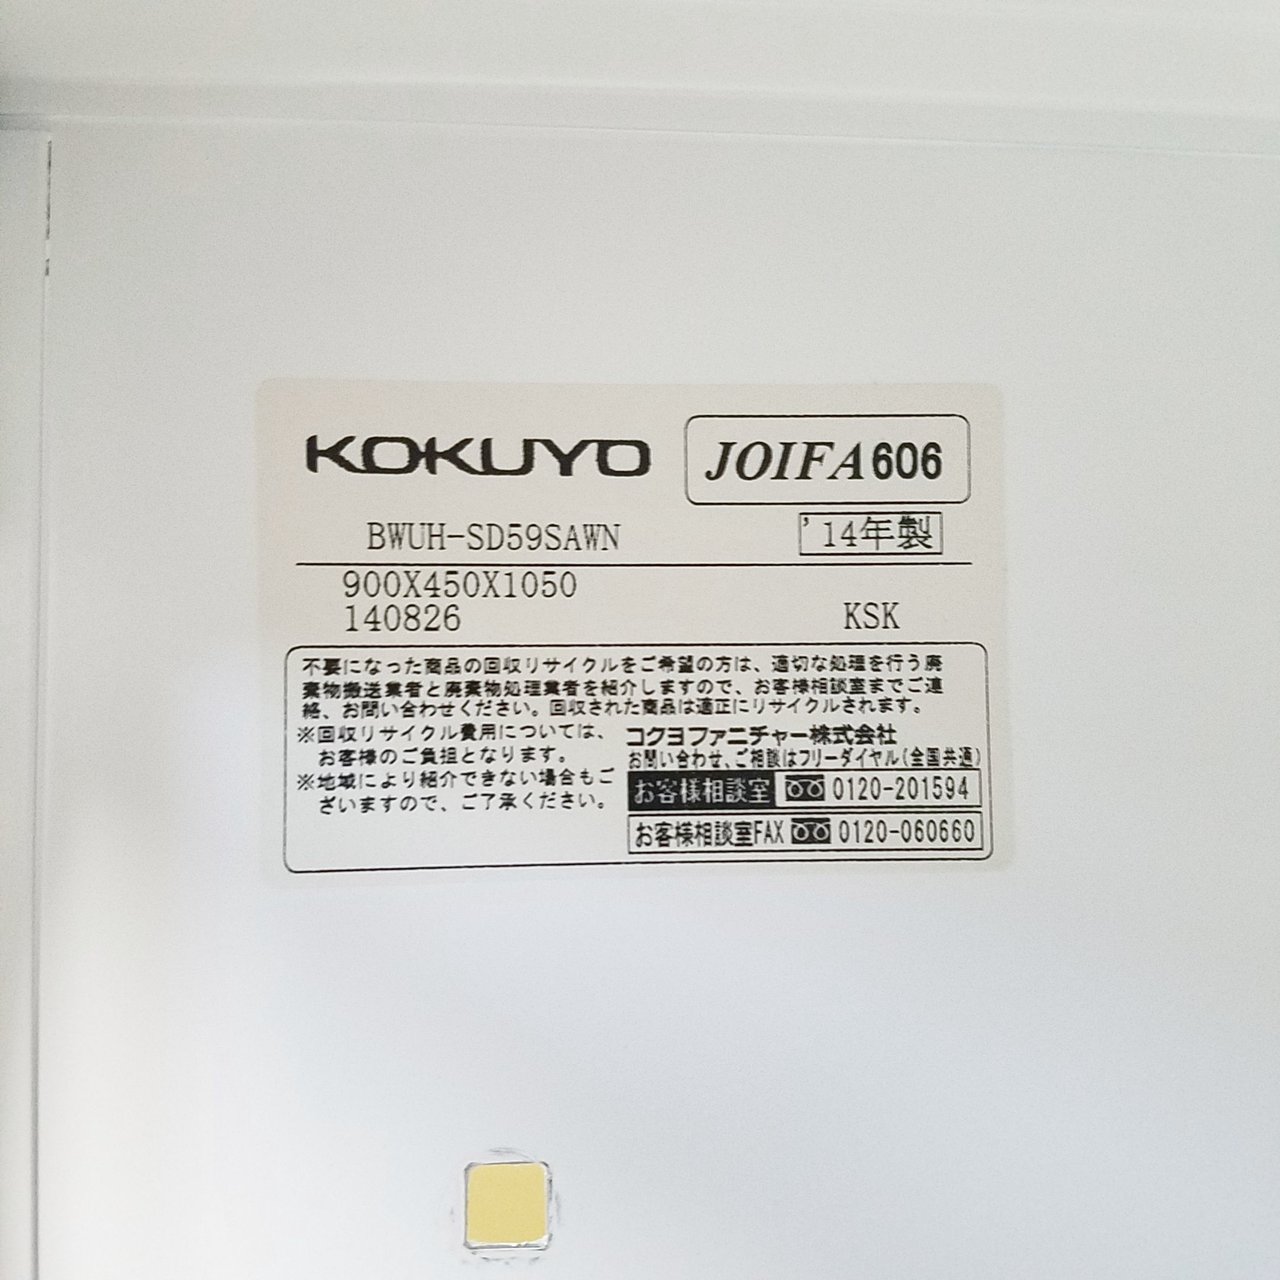 KOKUYO JOIFA606
BWUH-SD59SAWN '14年製
900X450X1050
140826 KSK
不要になった商品の回収リサイクルをご希望の方は、適切な処理を行う廃
棄物搬送業者と廃棄物処理業者を紹介しますので、お客様相談室までご連
絡、お問い合わせください。回収された商品は適正にリサイクルされます。
※回収リサイクル費用については、
お客様のご負担となります。
※地域により紹介できない場合もご
ざいますので、ご了承ください。
コクヨファニチャー株式会社
お問い合わせ、ご相談はフリーダイヤル(全国共通)
お客様相談室 0120-201594
お客様相談室FAX 0120-060660